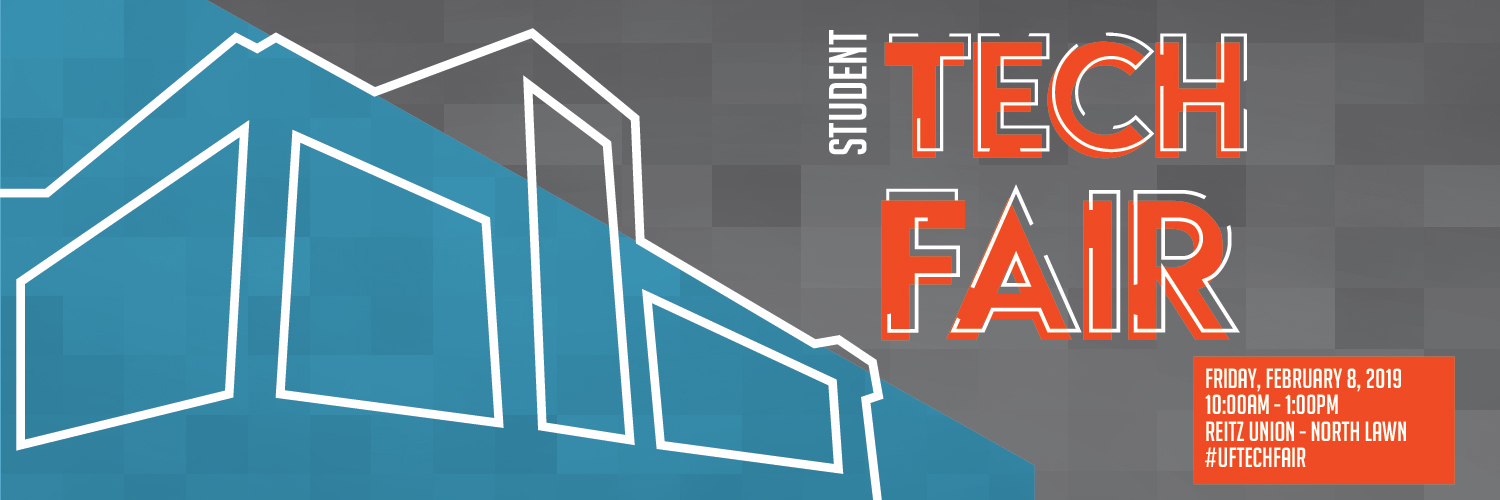 STUDENT
TECH
FAIR
FRIDAY, FEBRUARY 8, 2019
10:00AM - 1:00PM
REITZ UNION - NORTH LAWN
#UFTECHFAIR